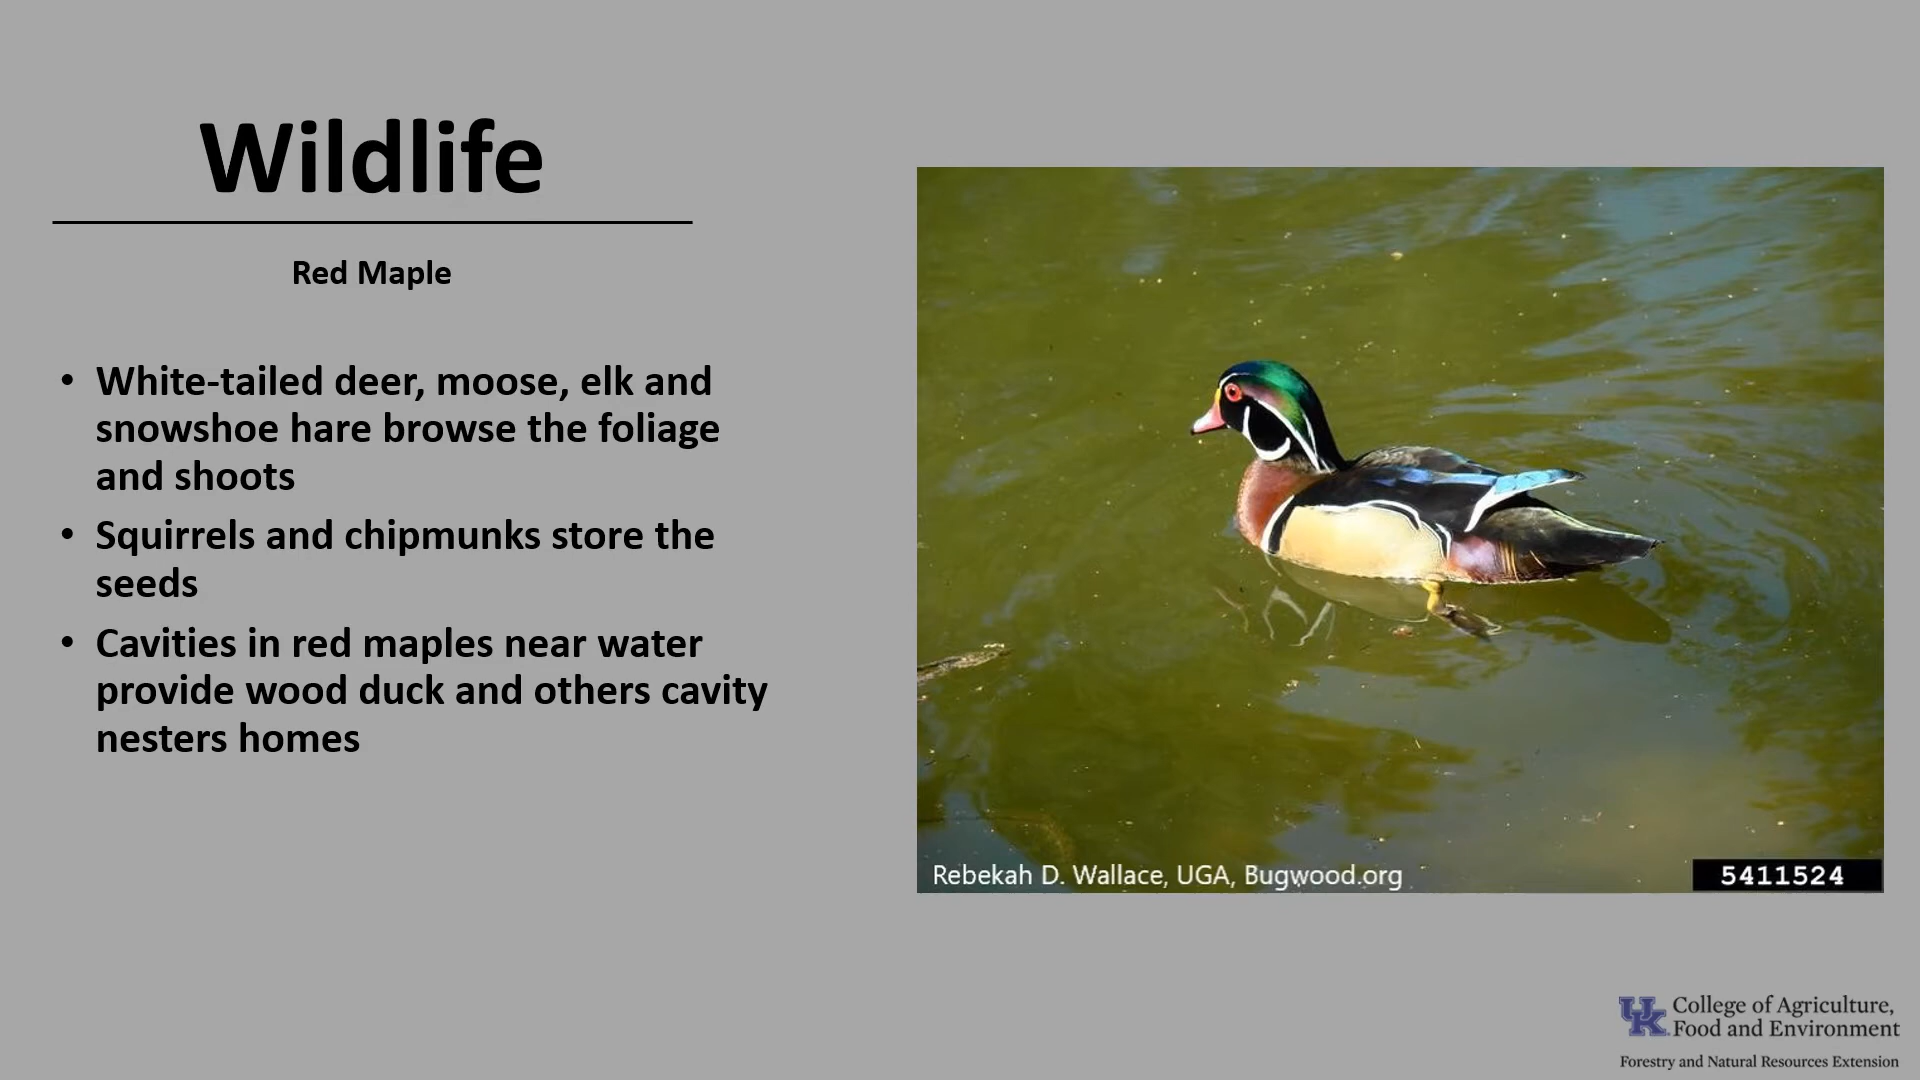 Wildlife
Red Maple
• White-tailed deer, moose, elk and
snowshoe hare browse the foliage
and shoots
• Squirrels and chipmunks store the
seeds
• Cavities in red maples near water
provide wood duck and others cavity
nesters homes
Rebekah D. Wallace, UGA, Bugwood.org
5411524
UK College of Agriculture,
Food and Environment
Forestry and Natural Resources Extension